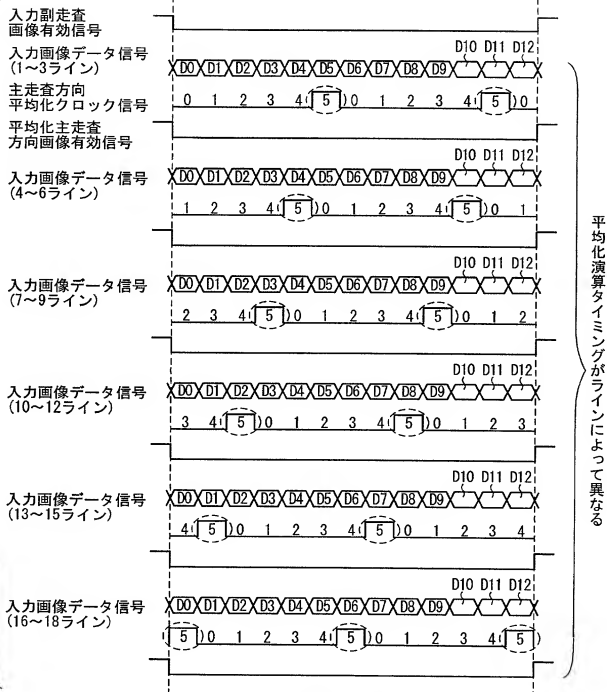 入力副走査
画像有効信号
D10 D11 D12
入力画像データ信号
(1〜3ライン)
D0 D1 D2 D3 D4 D5 D6 D7 D8 D9
主走査方向
平均化クロック信号
0 1 2 3 4 5 0 1 2 3 4 5 0
平均化主走査
方向画像有効信号
D10 D11 D12
入力画像データ信号
(4〜6ライン)
D0 D1 D2 D3 D4 D5 D6 D7 D8 D9
1 2 3 4 5 0 1 2 3 4 5 0 1
D10 D11 D12
入力画像データ信号
(7〜9ライン)
D0 D1 D2 D3 D4 D5 D6 D7 D8 D9
2 3 4 5 0 1 2 3 4 5 0 1 2
D10 D11 D12
入力画像データ信号
(10〜12ライン)
D0 D1 D2 D3 D4 D5 D6 D7 D8 D9
3 4 5 0 1 2 3 4 5 0 1 2 3
D10 D11 D12
入力画像データ信号
(13〜15ライン)
D0 D1 D2 D3 D4 D5 D6 D7 D8 D9
4 5 0 1 2 3 4 5 0 1 2 3 4
D10 D11 D12
入力画像データ信号
(16〜18ライン)
D0 D1 D2 D3 D4 D5 D6 D7 D8 D9
5 0 1 2 3 4 5 0 1 2 3 4 5
平均化演算タイミングがラインによって異なる